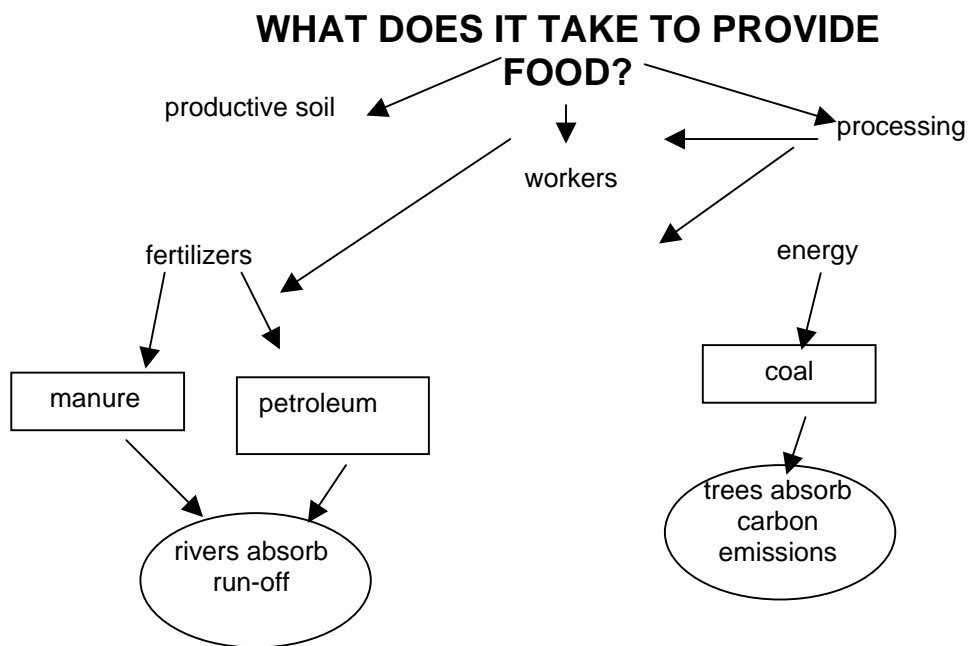 WHAT DOES IT TAKE TO PROVIDE
FOOD?
productive soil
processing
workers
fertilizers
energy
manure
petroleum
coal
trees absorb
carbon
emissions
rivers absorb
run-off